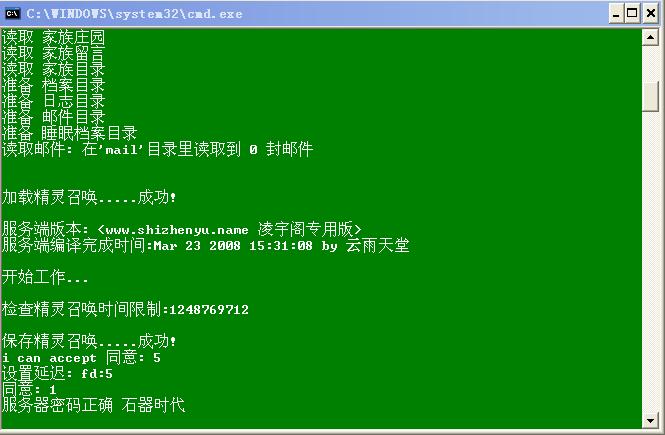 C:\WINDOWS\system32\cmd.exe
读取 家族庄园
读取 家族留言
读取 家族目录
准备 档案目录
准备 日志目录
准备 邮件目录
准备 睡眠档案目录
读取邮件: 在'mail'目录里读取到 0 封邮件
加载精灵召唤.....成功!
服务端版本: <www.shizhenyu.name 凌宇阁专用版>
服务端编译完成时间:Mar 23 2008 15:31:08 by 云雨天堂
开始工作...
检查精灵召唤时间限制:1248769712
保存精灵召唤.....成功!
i can accept 同意: 5
设置延迟: fd:5
同意: 1
服务器密码正确 石器时代